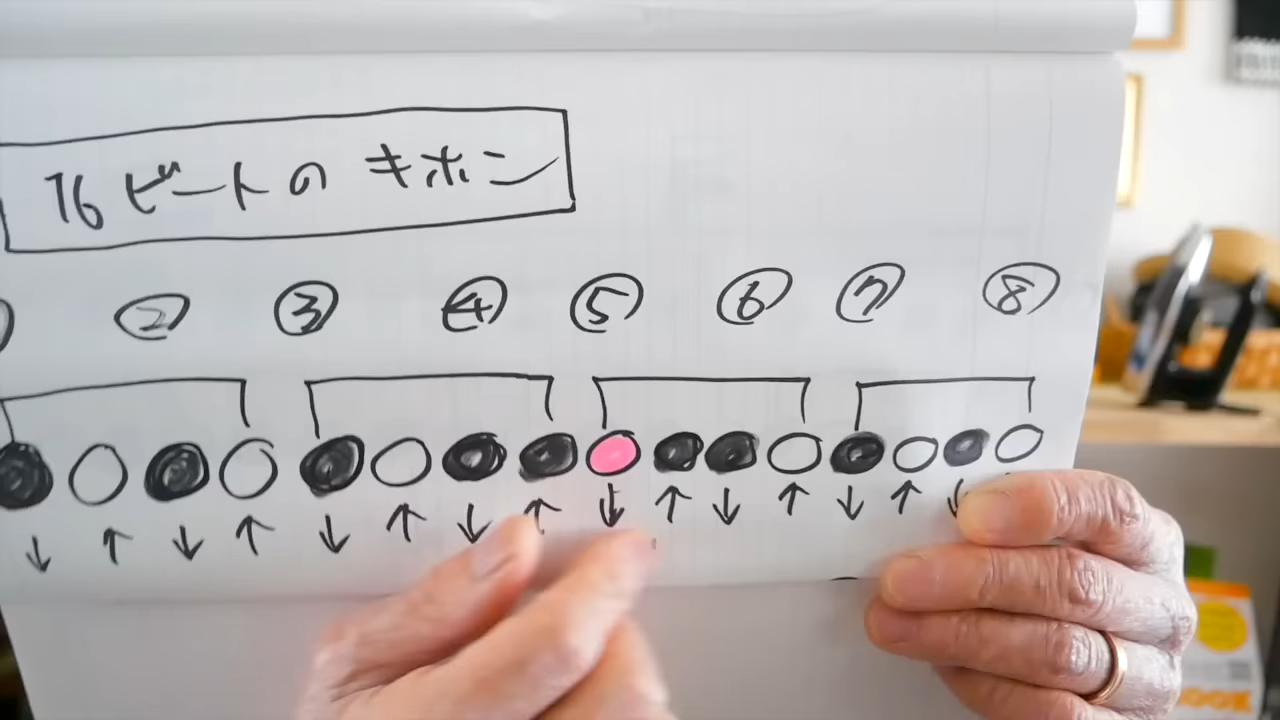 16ビートのキホン
② ③ ④ ⑤ ⑥ ⑦ ⑧
↓ ↑ ↓ ↑ ↓ ↑ ↓ ↑ ↓ ↑ ↓ ↑ ↓ ↑ ↓